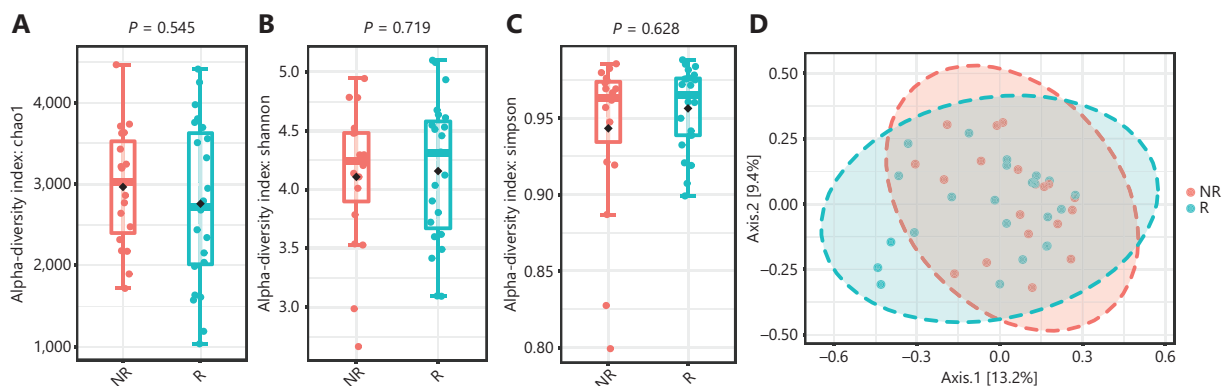 A
P = 0.545
Alpha-diversity index: chao1
4,000
3,000
2,000
1,000
NR
R
B
P = 0.719
Alpha-diversity index: shannon
5.0
4.5
4.0
3.5
3.0
NR
R
C
P = 0.628
Alpha-diversity index: simpson
0.95
0.90
0.85
0.80
NR
R
D
Axis.2 [9.4%]
0.50
0.25
0.00
−0.25
−0.50
−0.6
−0.3
0.0
0.3
0.6
Axis.1 [13.2%]
NR
R